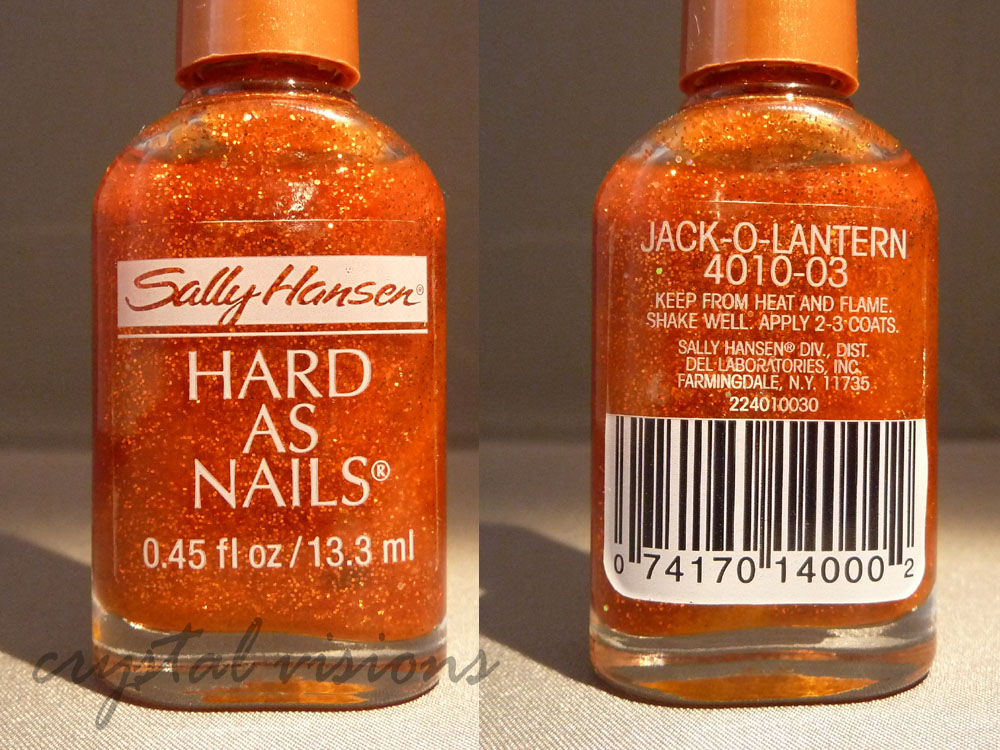 Sally Hansen®
HARD
AS
NAILS®
0.45 fl oz / 13.3 ml
JACK-O-LANTERN
4010-03
KEEP FROM HEAT AND FLAME.
SHAKE WELL. APPLY 2-3 COATS.
SALLY HANSEN® DIV., DIST.
DEL LABORATORIES, INC.
FARMINGDALE, N.Y. 11735
224010030
0 74170 14000 2
crystal visions